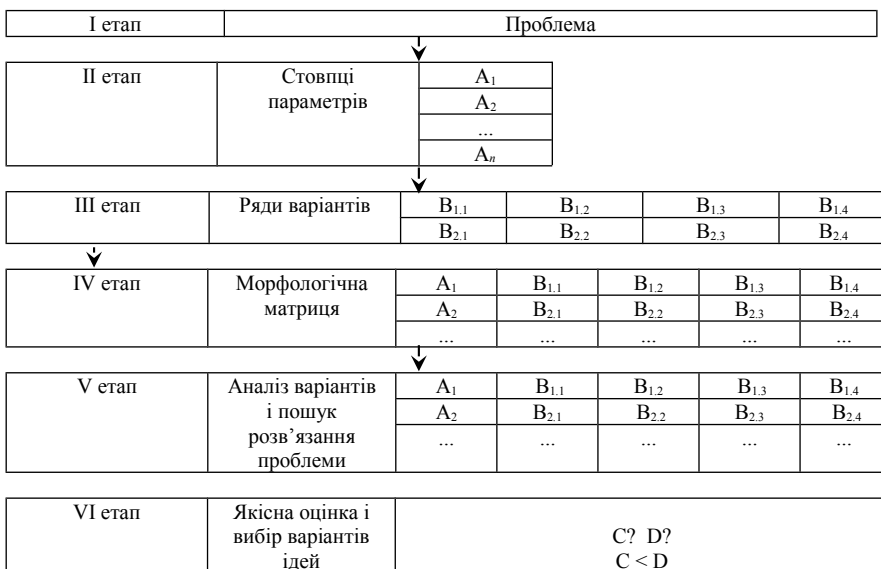 I етап Проблема
II етап Стовпці A₁
параметрів A₂
...
Aₙ
III етап Ряди варіантів B₁.₁ B₁.₂ B₁.₃ B₁.₄
B₂.₁ B₂.₂ B₂.₃ B₂.₄
IV етап Морфологічна A₁ B₁.₁ B₁.₂ B₁.₃ B₁.₄
матриця A₂ B₂.₁ B₂.₂ B₂.₃ B₂.₄
... ... ... ... ...
V етап Аналіз варіантів A₁ B₁.₁ B₁.₂ B₁.₃ B₁.₄
і пошук A₂ B₂.₁ B₂.₂ B₂.₃ B₂.₄
розв’язання ... ... ... ... ...
проблеми
VI етап Якісна оцінка і
вибір варіантів C? D?
ідей C < D